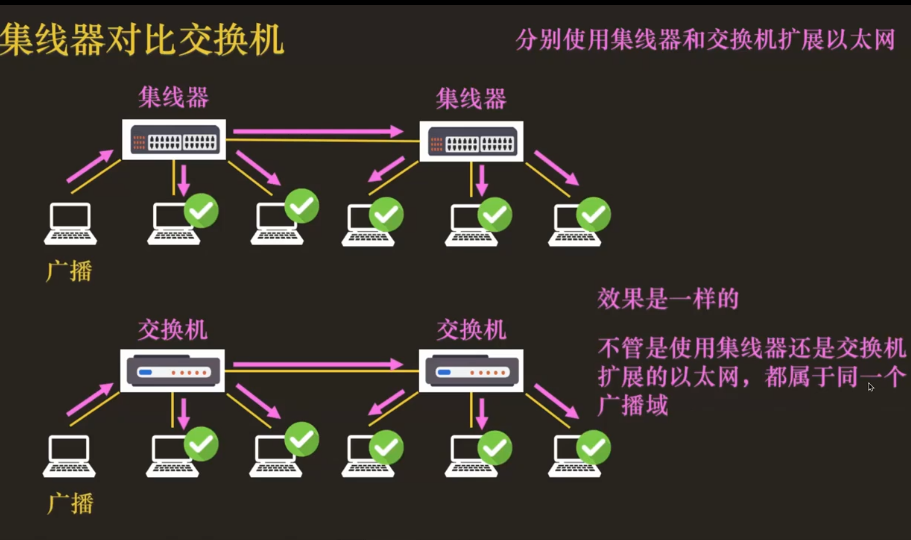 集线器对比交换机
分别使用集线器和交换机扩展以太网
集线器
集线器
广播
交换机
交换机
效果是一样的
不管是使用集线器还是交换机
扩展的以太网，都属于同一个
广播域
广播